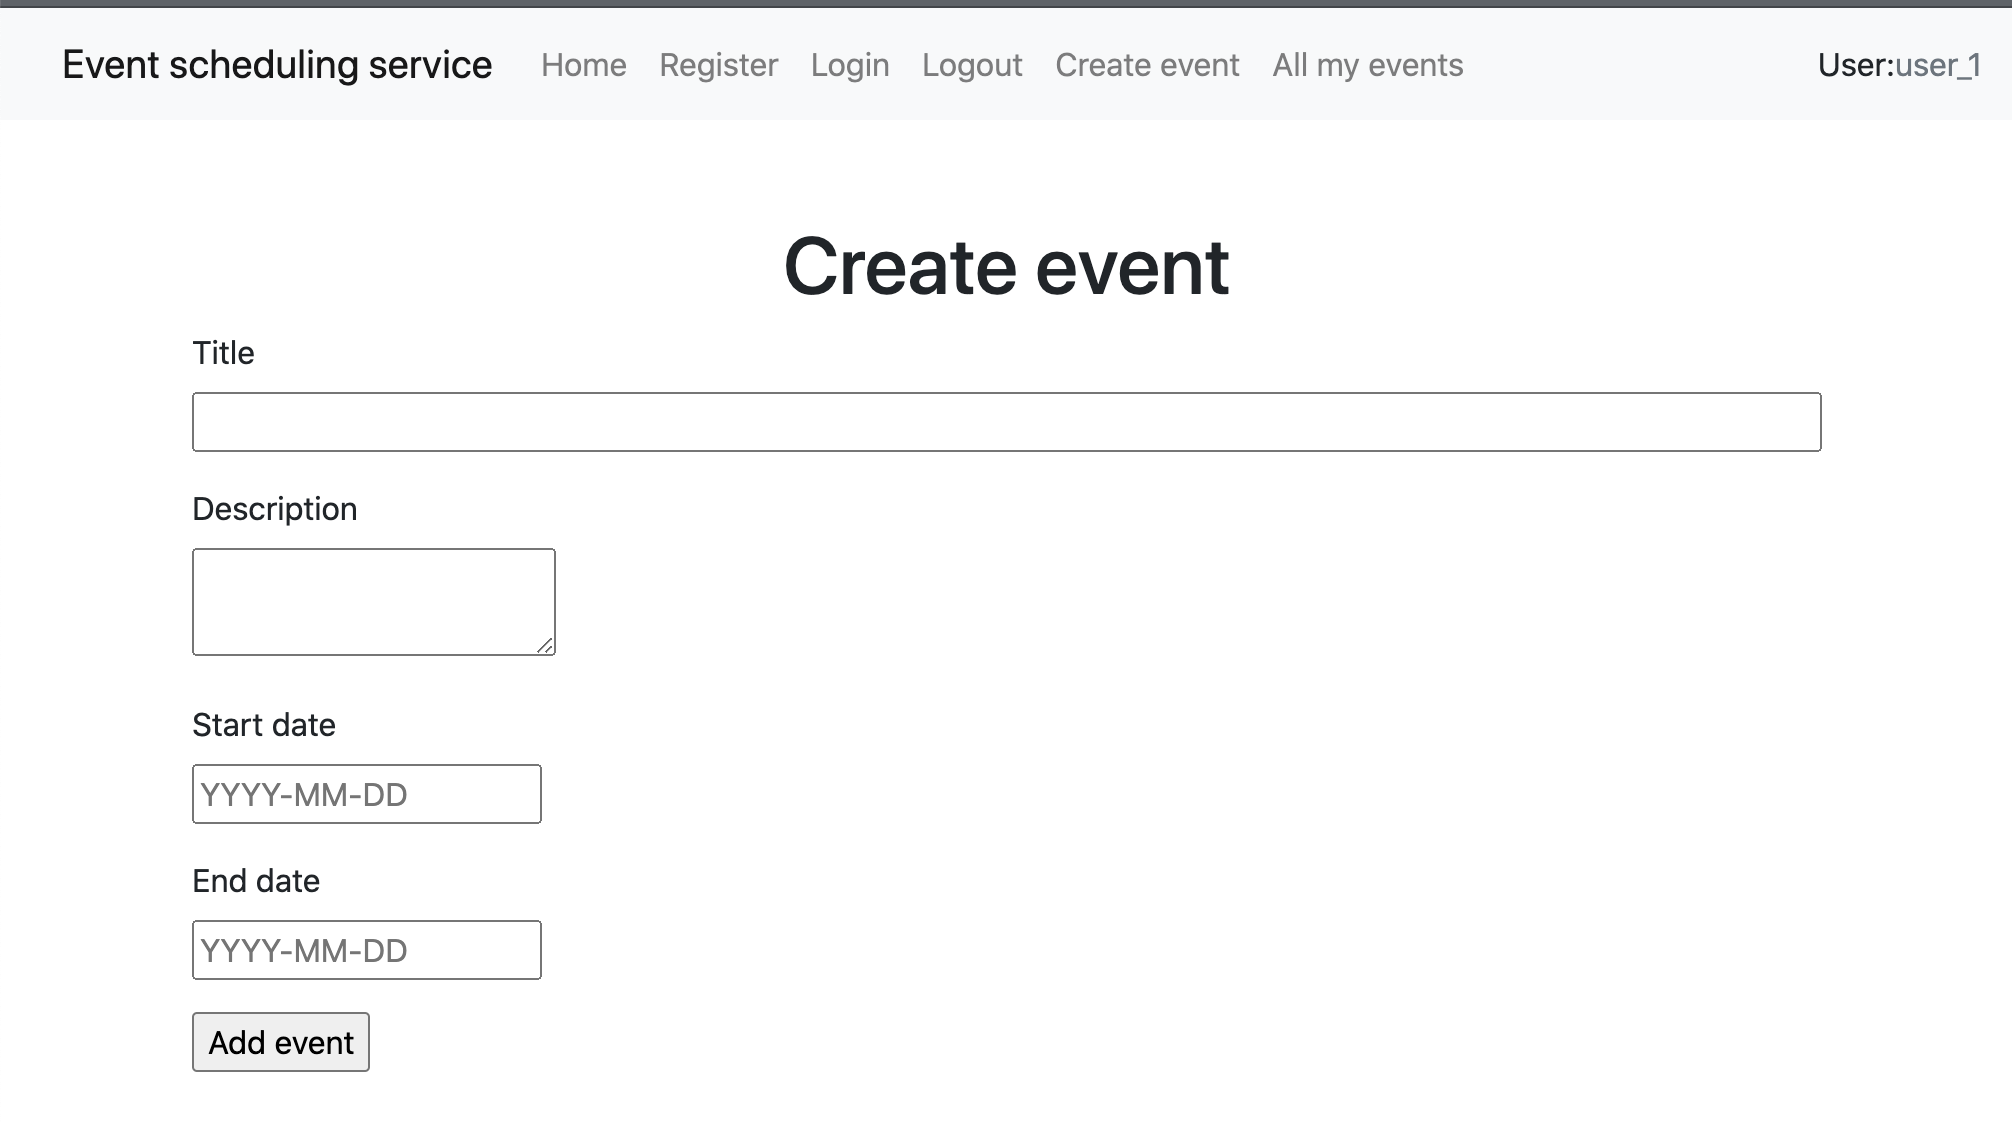 Event scheduling service Home Register Login Logout Create event All my events User:user_1
Create event
Title
Description
Start date
YYYY-MM-DD
End date
YYYY-MM-DD
Add event